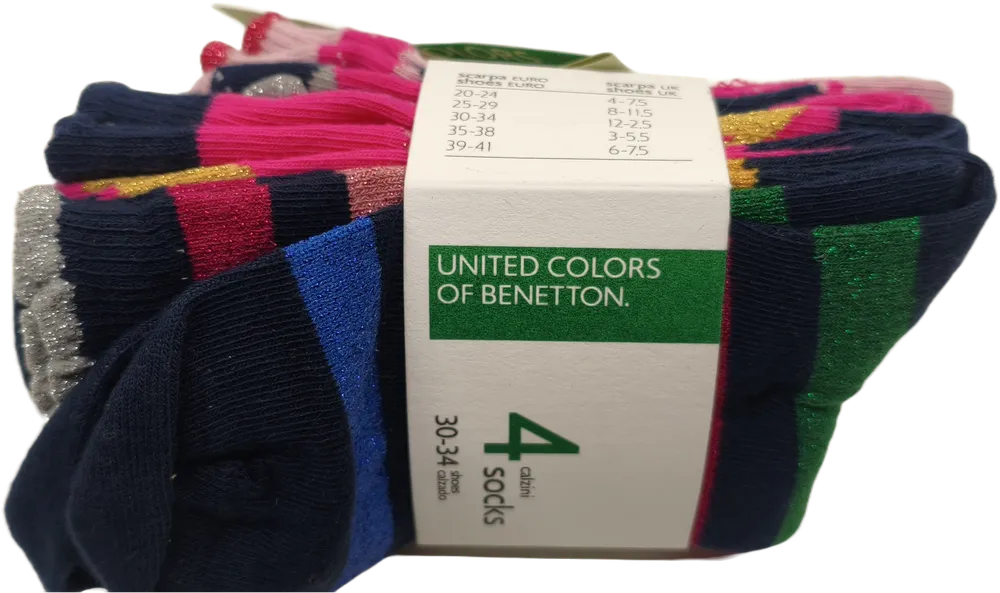 scarpa EURO scarpa UK
shoes EURO shoes UK
20-24 4-7,5
25-29 8-11,5
30-34 12-2,5
35-38 3-5,5
39-41 6-7,5
UNITED COLORS
OF BENETTON.
4 calzini
socks
30-34 shoes
calzado